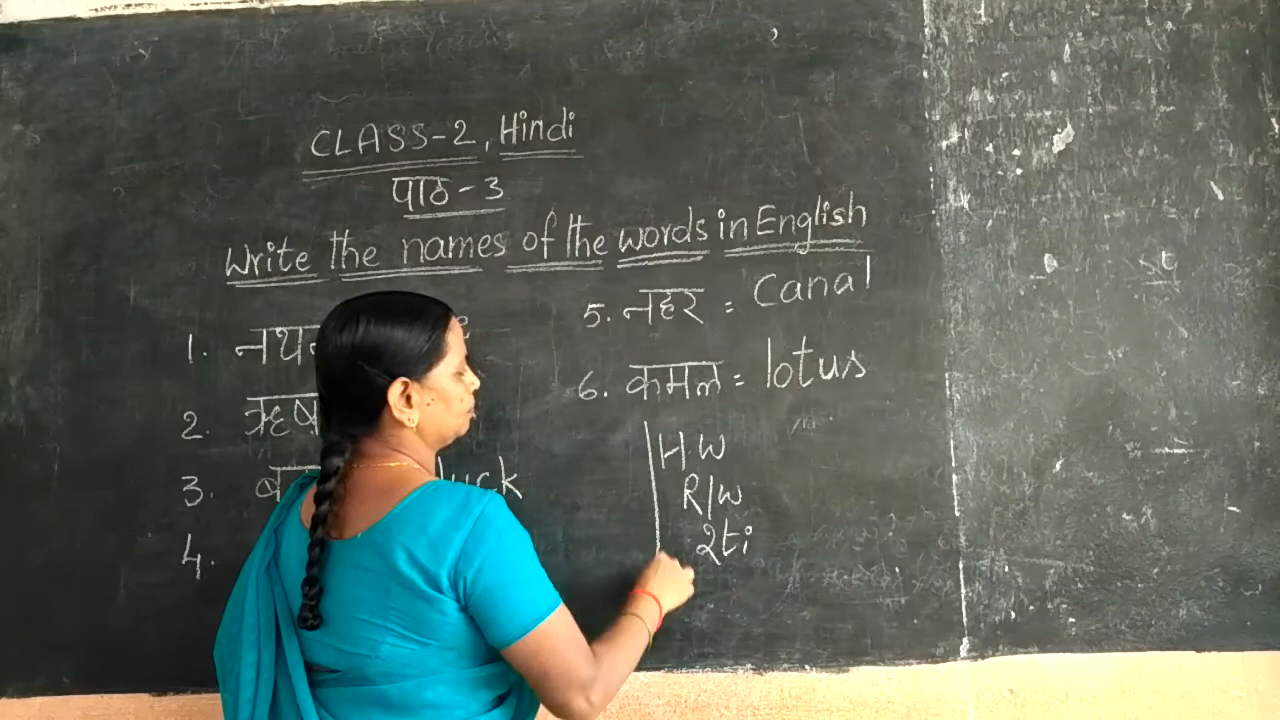 CLASS-2, Hindi
पाठ-3
Write the names of the words in English
1.
2.
3.
4.
5. नहर = Canal
6. कमल = lotus
H.W
R/W
2ti